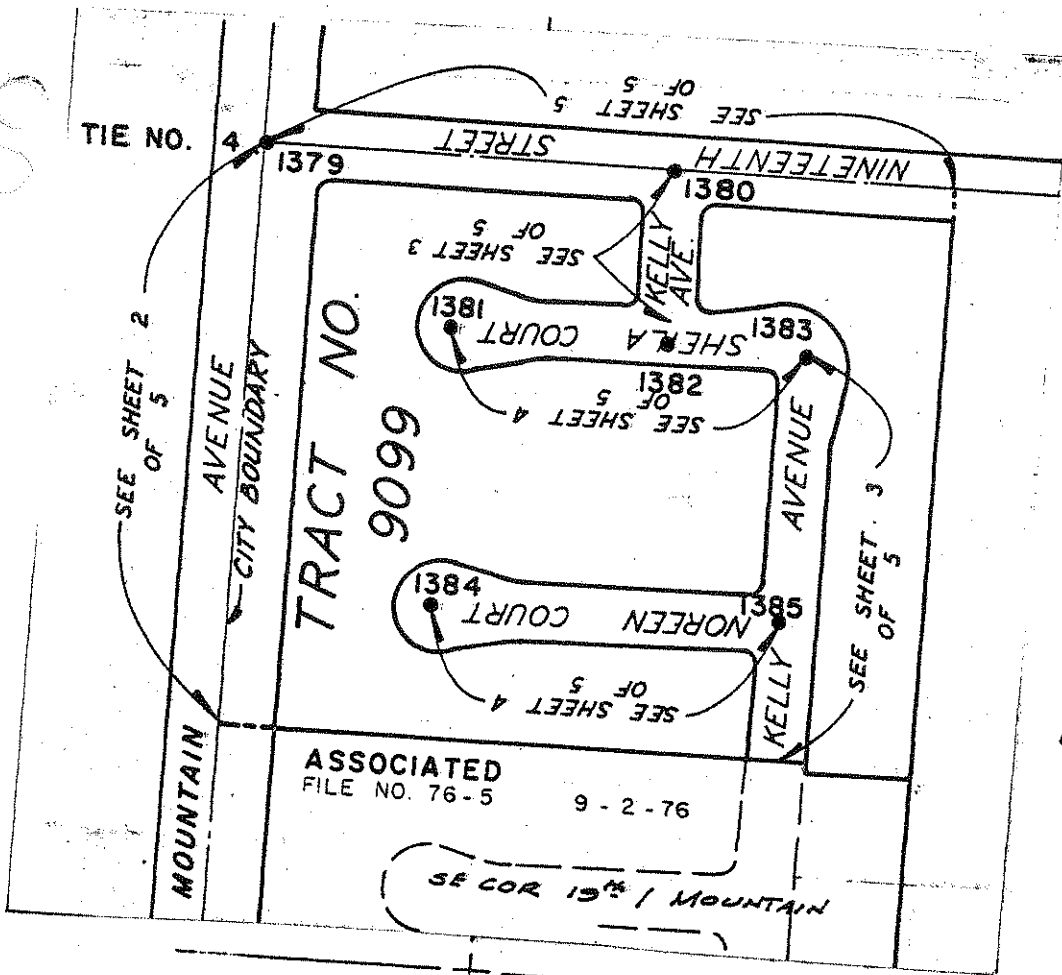 SEE SHEET 5
OF 5
TIE NO. 4
1379
NINETEENTH STREET
1380
SEE SHEET 3
OF 5
KELLY
AVE.
1381
SHEILA COURT
1383
1382
SEE SHEET 4
OF 5
SEE SHEET 2
OF 5
AVENUE
CITY BOUNDARY
TRACT NO.
9099
AVENUE
SEE SHEET 3
OF 5
1384
NOREEN COURT
1385
KELLY
SEE SHEET 4
OF 5
MOUNTAIN
ASSOCIATED
FILE NO. 76-5
9-2-76
SE COR 19th / MOUNTAIN